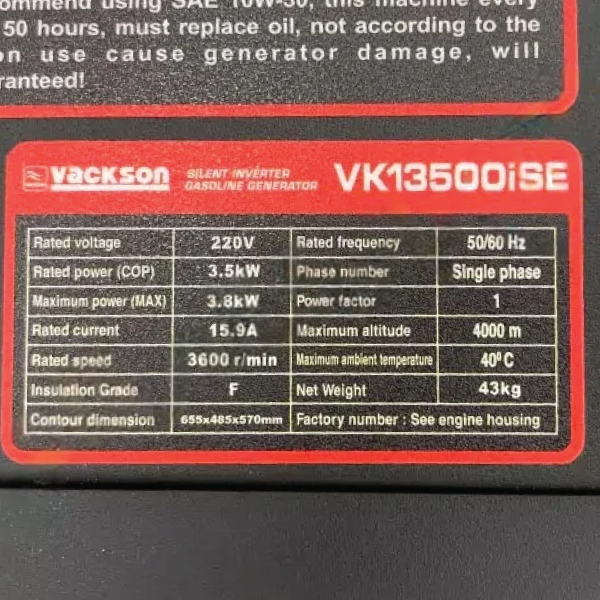 ommend using SAE 10W-30, this machine every
50 hours, must replace oil, not according to the
on use cause generator damage, will
ranteed!
vackson SILENT INVERTER GASOLINE GENERATOR VK13500iSE
Rated voltage 220V Rated frequency 50/60 Hz
Rated power (COP) 3.5kW Phase number Single phase
Maximum power (MAX) 3.8kW Power factor 1
Rated current 15.9A Maximum altitude 4000 m
Rated speed 3600 r/min Maximum ambient temperature 40°C
Insulation Grade F Net Weight 43kg
Contour dimension 655x485x570mm Factory number : See engine housing